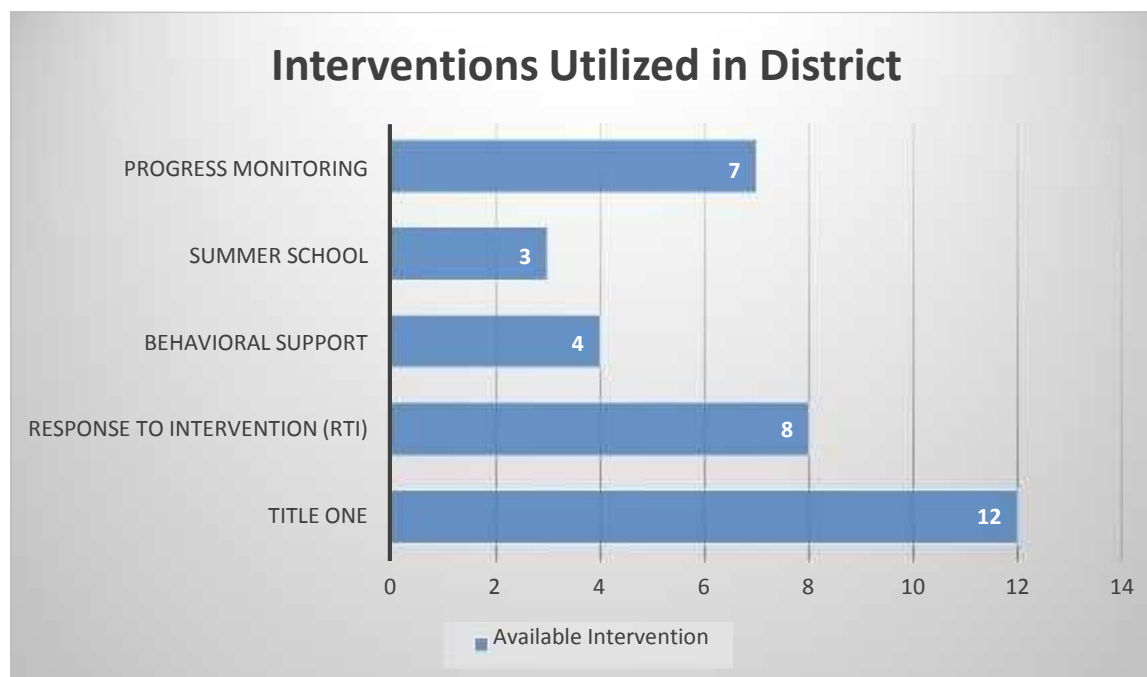 Interventions Utilized in District
PROGRESS MONITORING
7
SUMMER SCHOOL
3
BEHAVIORAL SUPPORT
4
RESPONSE TO INTERVENTION (RTI)
8
TITLE ONE
12
0 2 4 6 8 10 12 14
Available Intervention